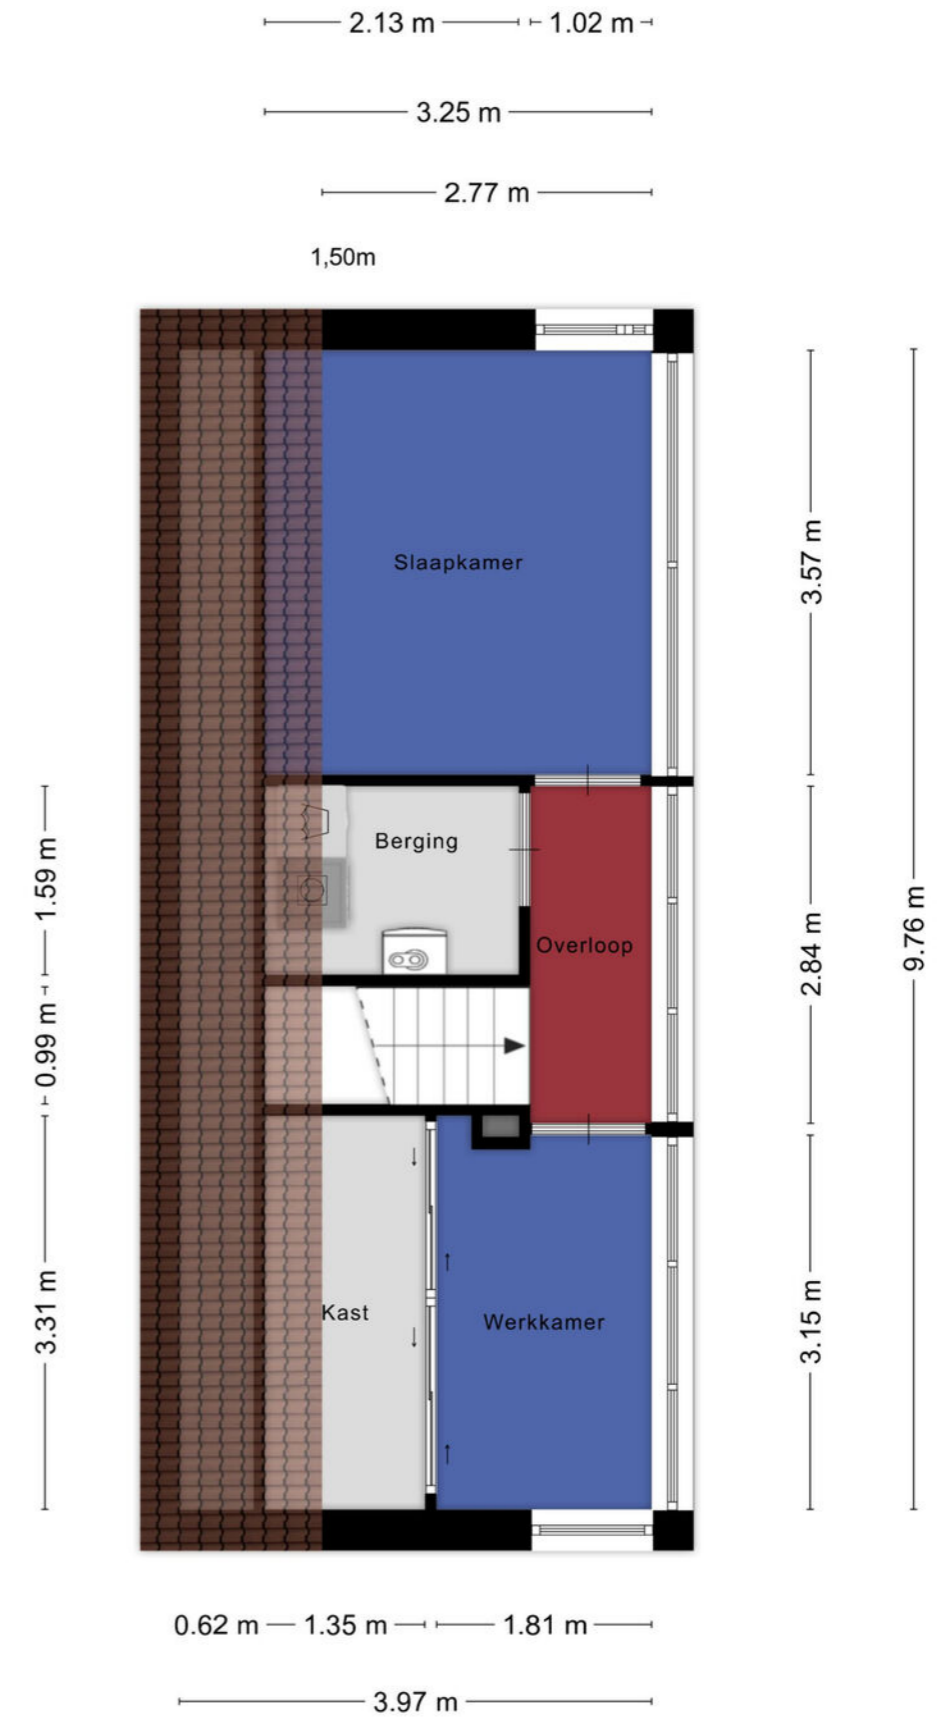 2.13 m 1.02 m
3.25 m
2.77 m
1,50m
Slaapkamer
3.57 m
9.76 m
Berging
1.59 m
Overloop
2.84 m
0.99 m
Kast
Werkkamer
3.31 m
3.15 m
0.62 m 1.35 m 1.81 m
3.97 m